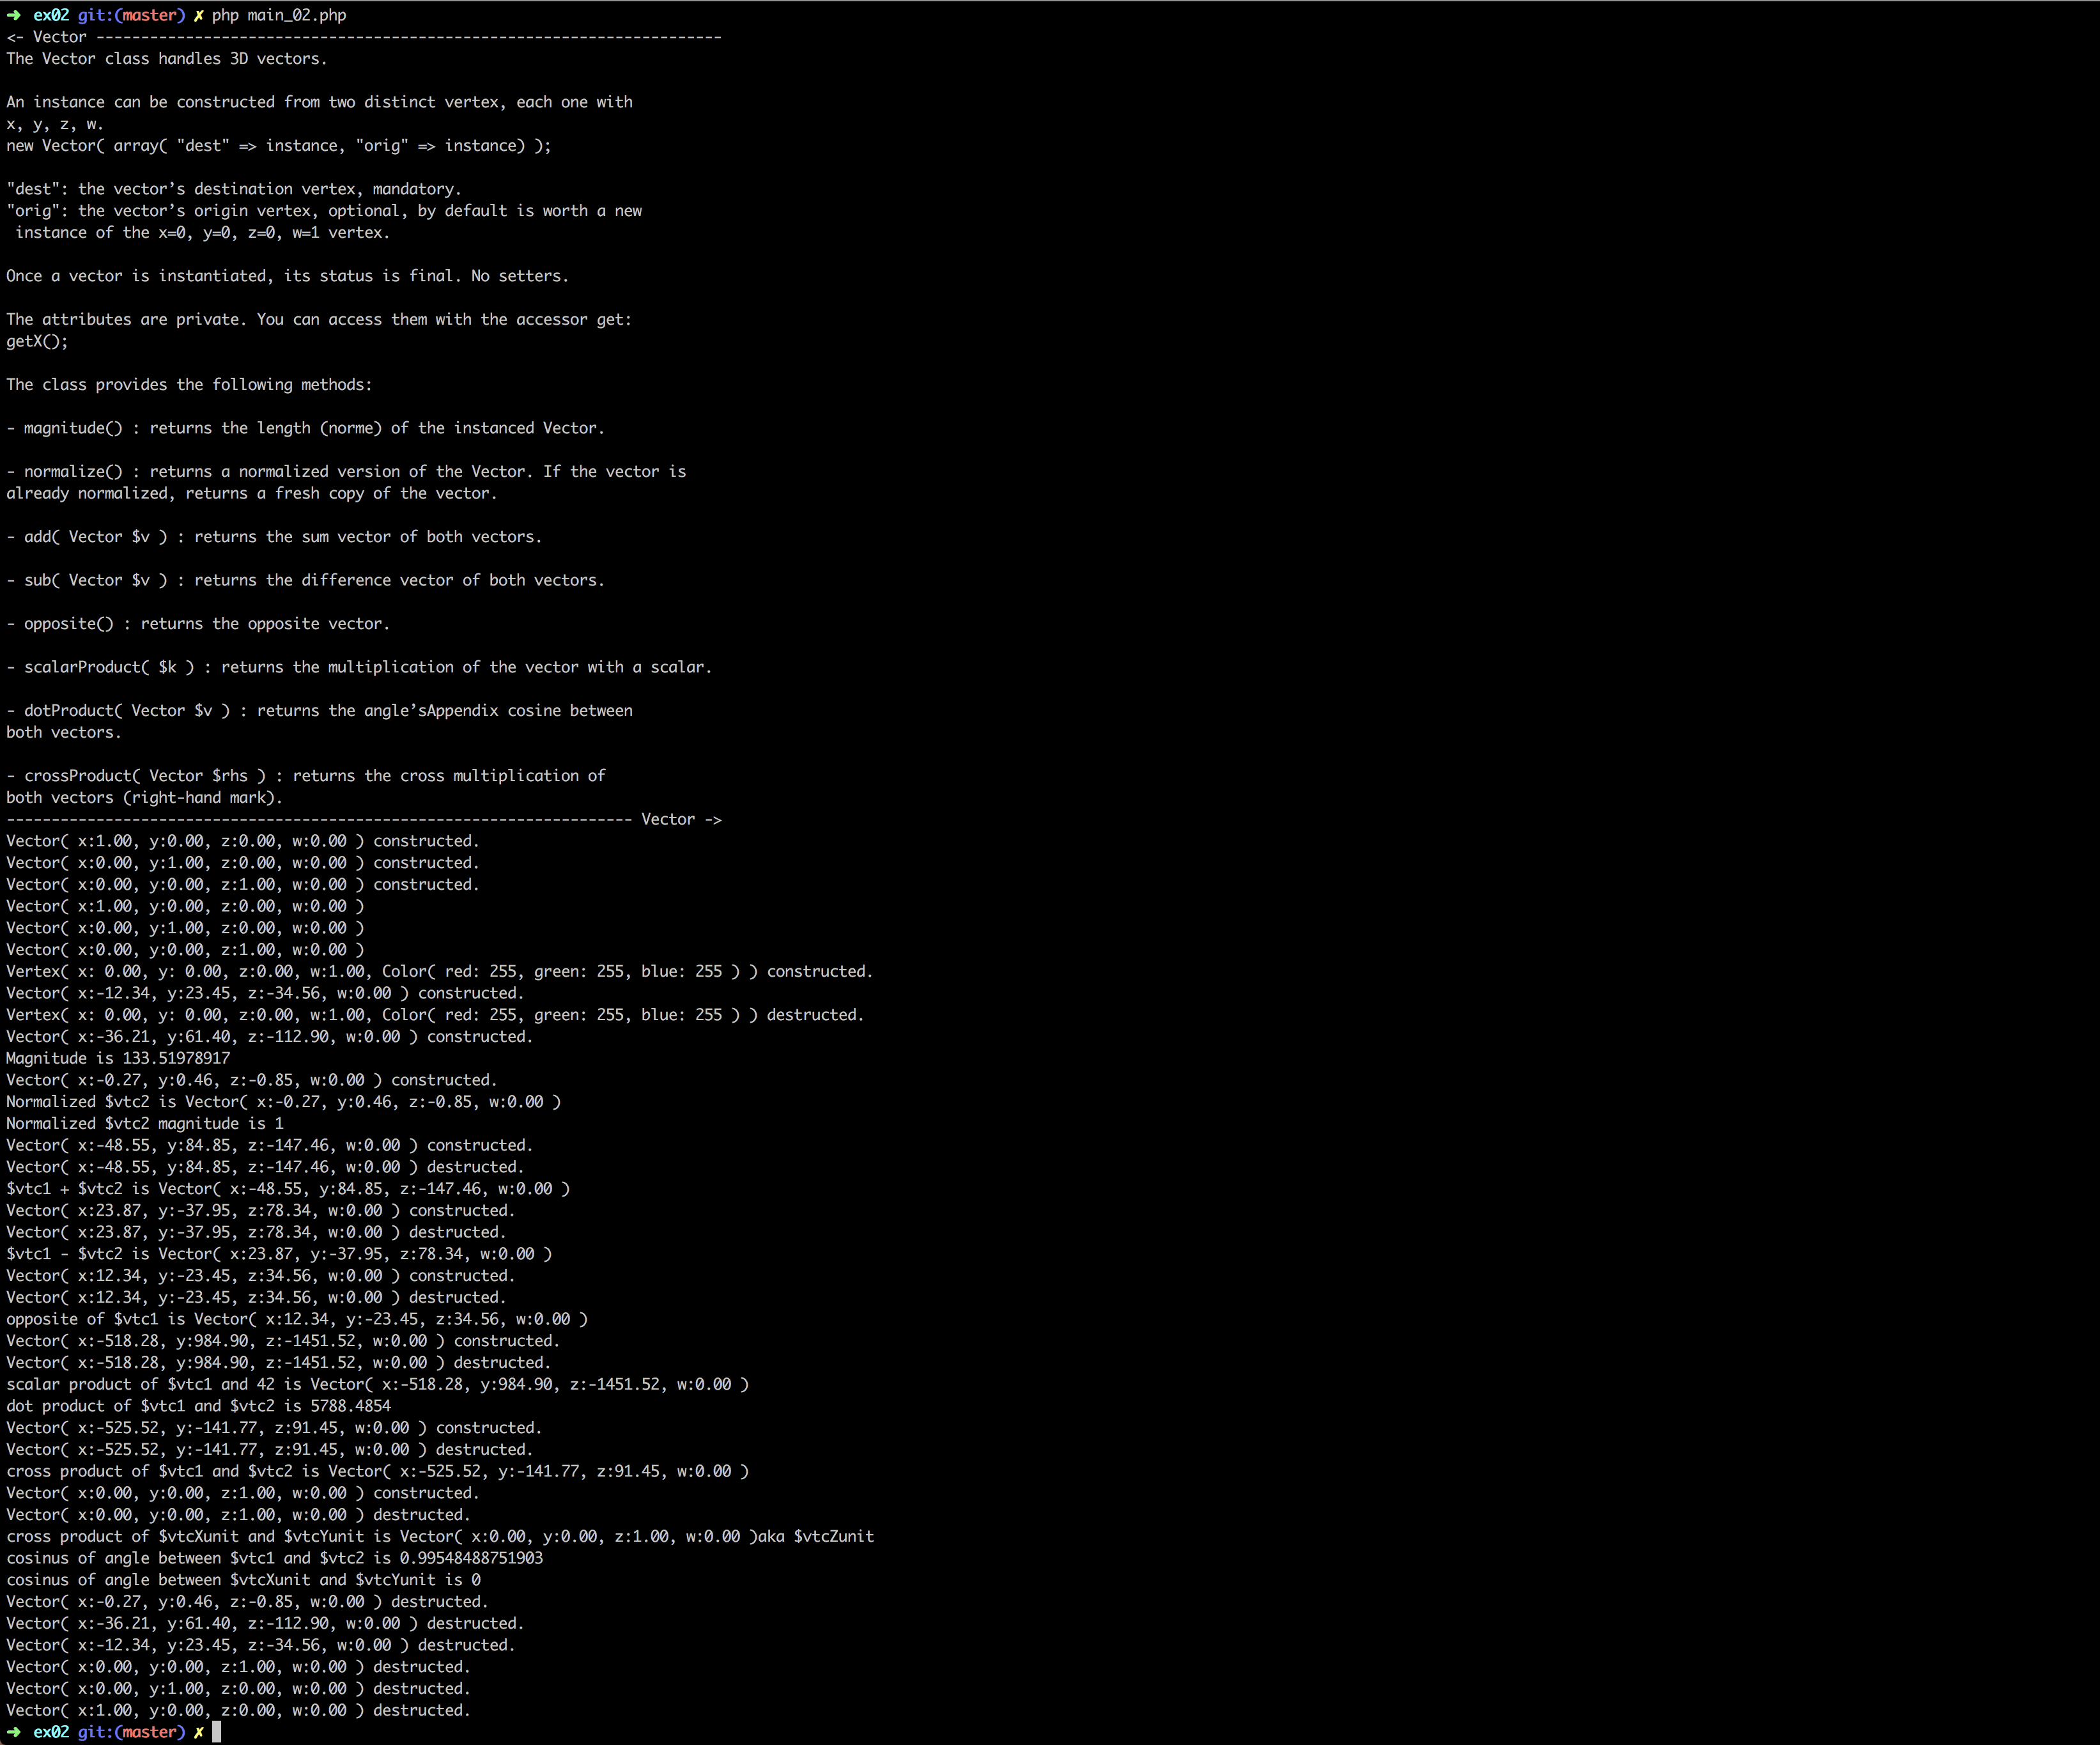 ➜ ex02 git:(master) ✗ php main_02.php
<- Vector ----------------------------------------------------------------------
The Vector class handles 3D vectors.

An instance can be constructed from two distinct vertex, each one with
x, y, z, w.
new Vector( array( "dest" => instance, "orig" => instance) );

"dest": the vector’s destination vertex, mandatory.
"orig": the vector’s origin vertex, optional, by default is worth a new
 instance of the x=0, y=0, z=0, w=1 vertex.

Once a vector is instantiated, its status is final. No setters.

The attributes are private. You can access them with the accessor get:
getX();

The class provides the following methods:

- magnitude() : returns the length (norme) of the instanced Vector.

- normalize() : returns a normalized version of the Vector. If the vector is
already normalized, returns a fresh copy of the vector.

- add( Vector $v ) : returns the sum vector of both vectors.

- sub( Vector $v ) : returns the difference vector of both vectors.

- opposite() : returns the opposite vector.

- scalarProduct( $k ) : returns the multiplication of the vector with a scalar.

- dotProduct( Vector $v ) : returns the angle’sAppendix cosine between
both vectors.

- crossProduct( Vector $rhs ) : returns the cross multiplication of
both vectors (right-hand mark).
---------------------------------------------------------------------- Vector ->
Vector( x:1.00, y:0.00, z:0.00, w:0.00 ) constructed.
Vector( x:0.00, y:1.00, z:0.00, w:0.00 ) constructed.
Vector( x:0.00, y:0.00, z:1.00, w:0.00 ) constructed.
Vector( x:1.00, y:0.00, z:0.00, w:0.00 )
Vector( x:0.00, y:1.00, z:0.00, w:0.00 )
Vector( x:0.00, y:0.00, z:1.00, w:0.00 )
Vertex( x: 0.00, y: 0.00, z:0.00, w:1.00, Color( red: 255, green: 255, blue: 255 ) ) constructed.
Vector( x:-12.34, y:23.45, z:-34.56, w:0.00 ) constructed.
Vertex( x: 0.00, y: 0.00, z:0.00, w:1.00, Color( red: 255, green: 255, blue: 255 ) ) destructed.
Vector( x:-36.21, y:61.40, z:-112.90, w:0.00 ) constructed.
Magnitude is 133.51978917
Vector( x:-0.27, y:0.46, z:-0.85, w:0.00 ) constructed.
Normalized $vtc2 is Vector( x:-0.27, y:0.46, z:-0.85, w:0.00 )
Normalized $vtc2 magnitude is 1
Vector( x:-48.55, y:84.85, z:-147.46, w:0.00 ) constructed.
Vector( x:-48.55, y:84.85, z:-147.46, w:0.00 ) destructed.
$vtc1 + $vtc2 is Vector( x:-48.55, y:84.85, z:-147.46, w:0.00 )
Vector( x:23.87, y:-37.95, z:78.34, w:0.00 ) constructed.
Vector( x:23.87, y:-37.95, z:78.34, w:0.00 ) destructed.
$vtc1 - $vtc2 is Vector( x:23.87, y:-37.95, z:78.34, w:0.00 )
Vector( x:12.34, y:-23.45, z:34.56, w:0.00 ) constructed.
Vector( x:12.34, y:-23.45, z:34.56, w:0.00 ) destructed.
opposite of $vtc1 is Vector( x:12.34, y:-23.45, z:34.56, w:0.00 )
Vector( x:-518.28, y:984.90, z:-1451.52, w:0.00 ) constructed.
Vector( x:-518.28, y:984.90, z:-1451.52, w:0.00 ) destructed.
scalar product of $vtc1 and 42 is Vector( x:-518.28, y:984.90, z:-1451.52, w:0.00 )
dot product of $vtc1 and $vtc2 is 5788.4854
Vector( x:-525.52, y:-141.77, z:91.45, w:0.00 ) constructed.
Vector( x:-525.52, y:-141.77, z:91.45, w:0.00 ) destructed.
cross product of $vtc1 and $vtc2 is Vector( x:-525.52, y:-141.77, z:91.45, w:0.00 )
Vector( x:0.00, y:0.00, z:1.00, w:0.00 ) constructed.
Vector( x:0.00, y:0.00, z:1.00, w:0.00 ) destructed.
cross product of $vtcXunit and $vtcYunit is Vector( x:0.00, y:0.00, z:1.00, w:0.00 )aka $vtcZunit
cosinus of angle between $vtc1 and $vtc2 is 0.99548488751903
cosinus of angle between $vtcXunit and $vtcYunit is 0
Vector( x:-0.27, y:0.46, z:-0.85, w:0.00 ) destructed.
Vector( x:-36.21, y:61.40, z:-112.90, w:0.00 ) destructed.
Vector( x:-12.34, y:23.45, z:-34.56, w:0.00 ) destructed.
Vector( x:0.00, y:0.00, z:1.00, w:0.00 ) destructed.
Vector( x:0.00, y:1.00, z:0.00, w:0.00 ) destructed.
Vector( x:1.00, y:0.00, z:0.00, w:0.00 ) destructed.
➜ ex02 git:(master) ✗